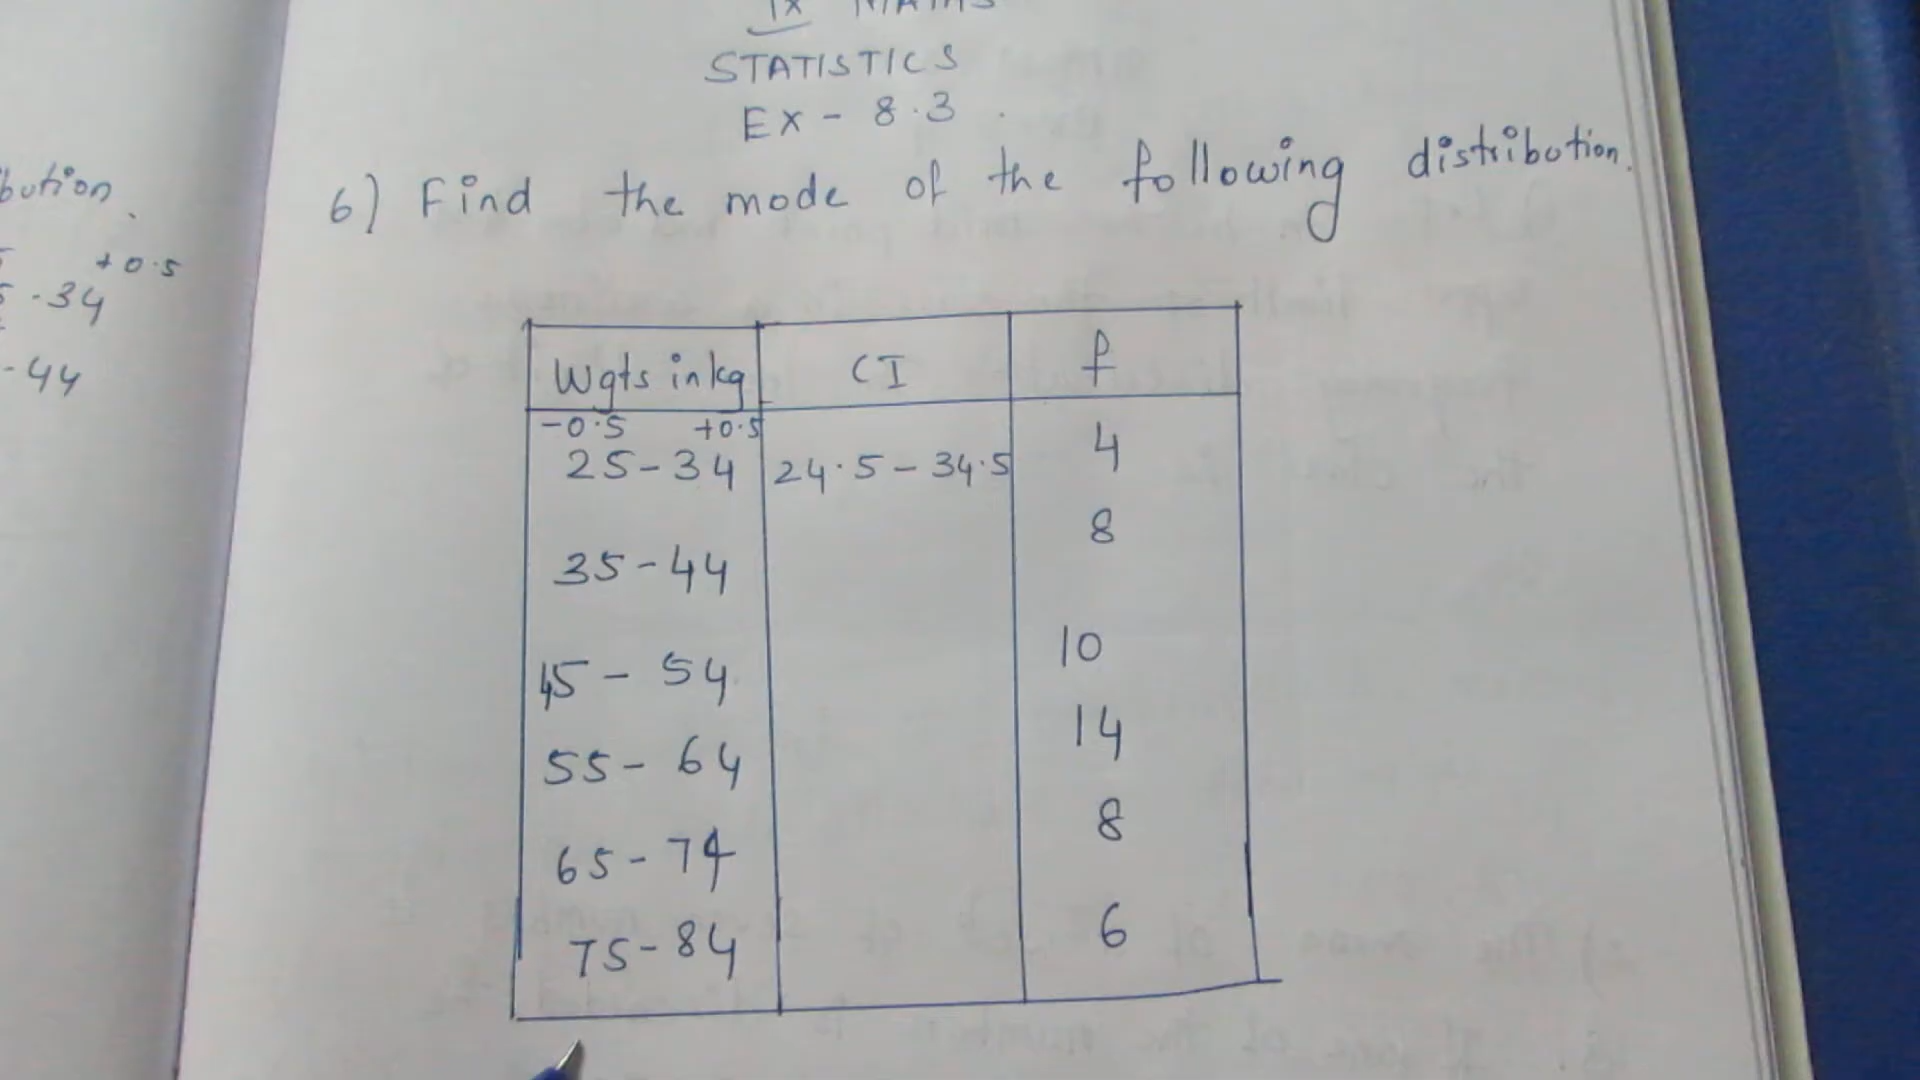 bution
+0.5
-34
-44
IX MATHS
STATISTICS
EX - 8.3
6) Find the mode of the following distribution.
Wgts in kg CI f
-0.5 +0.5
25-34 24.5-34.5 4
35-44 8
45-54 10
55-64 14
65-74 8
75-84 6